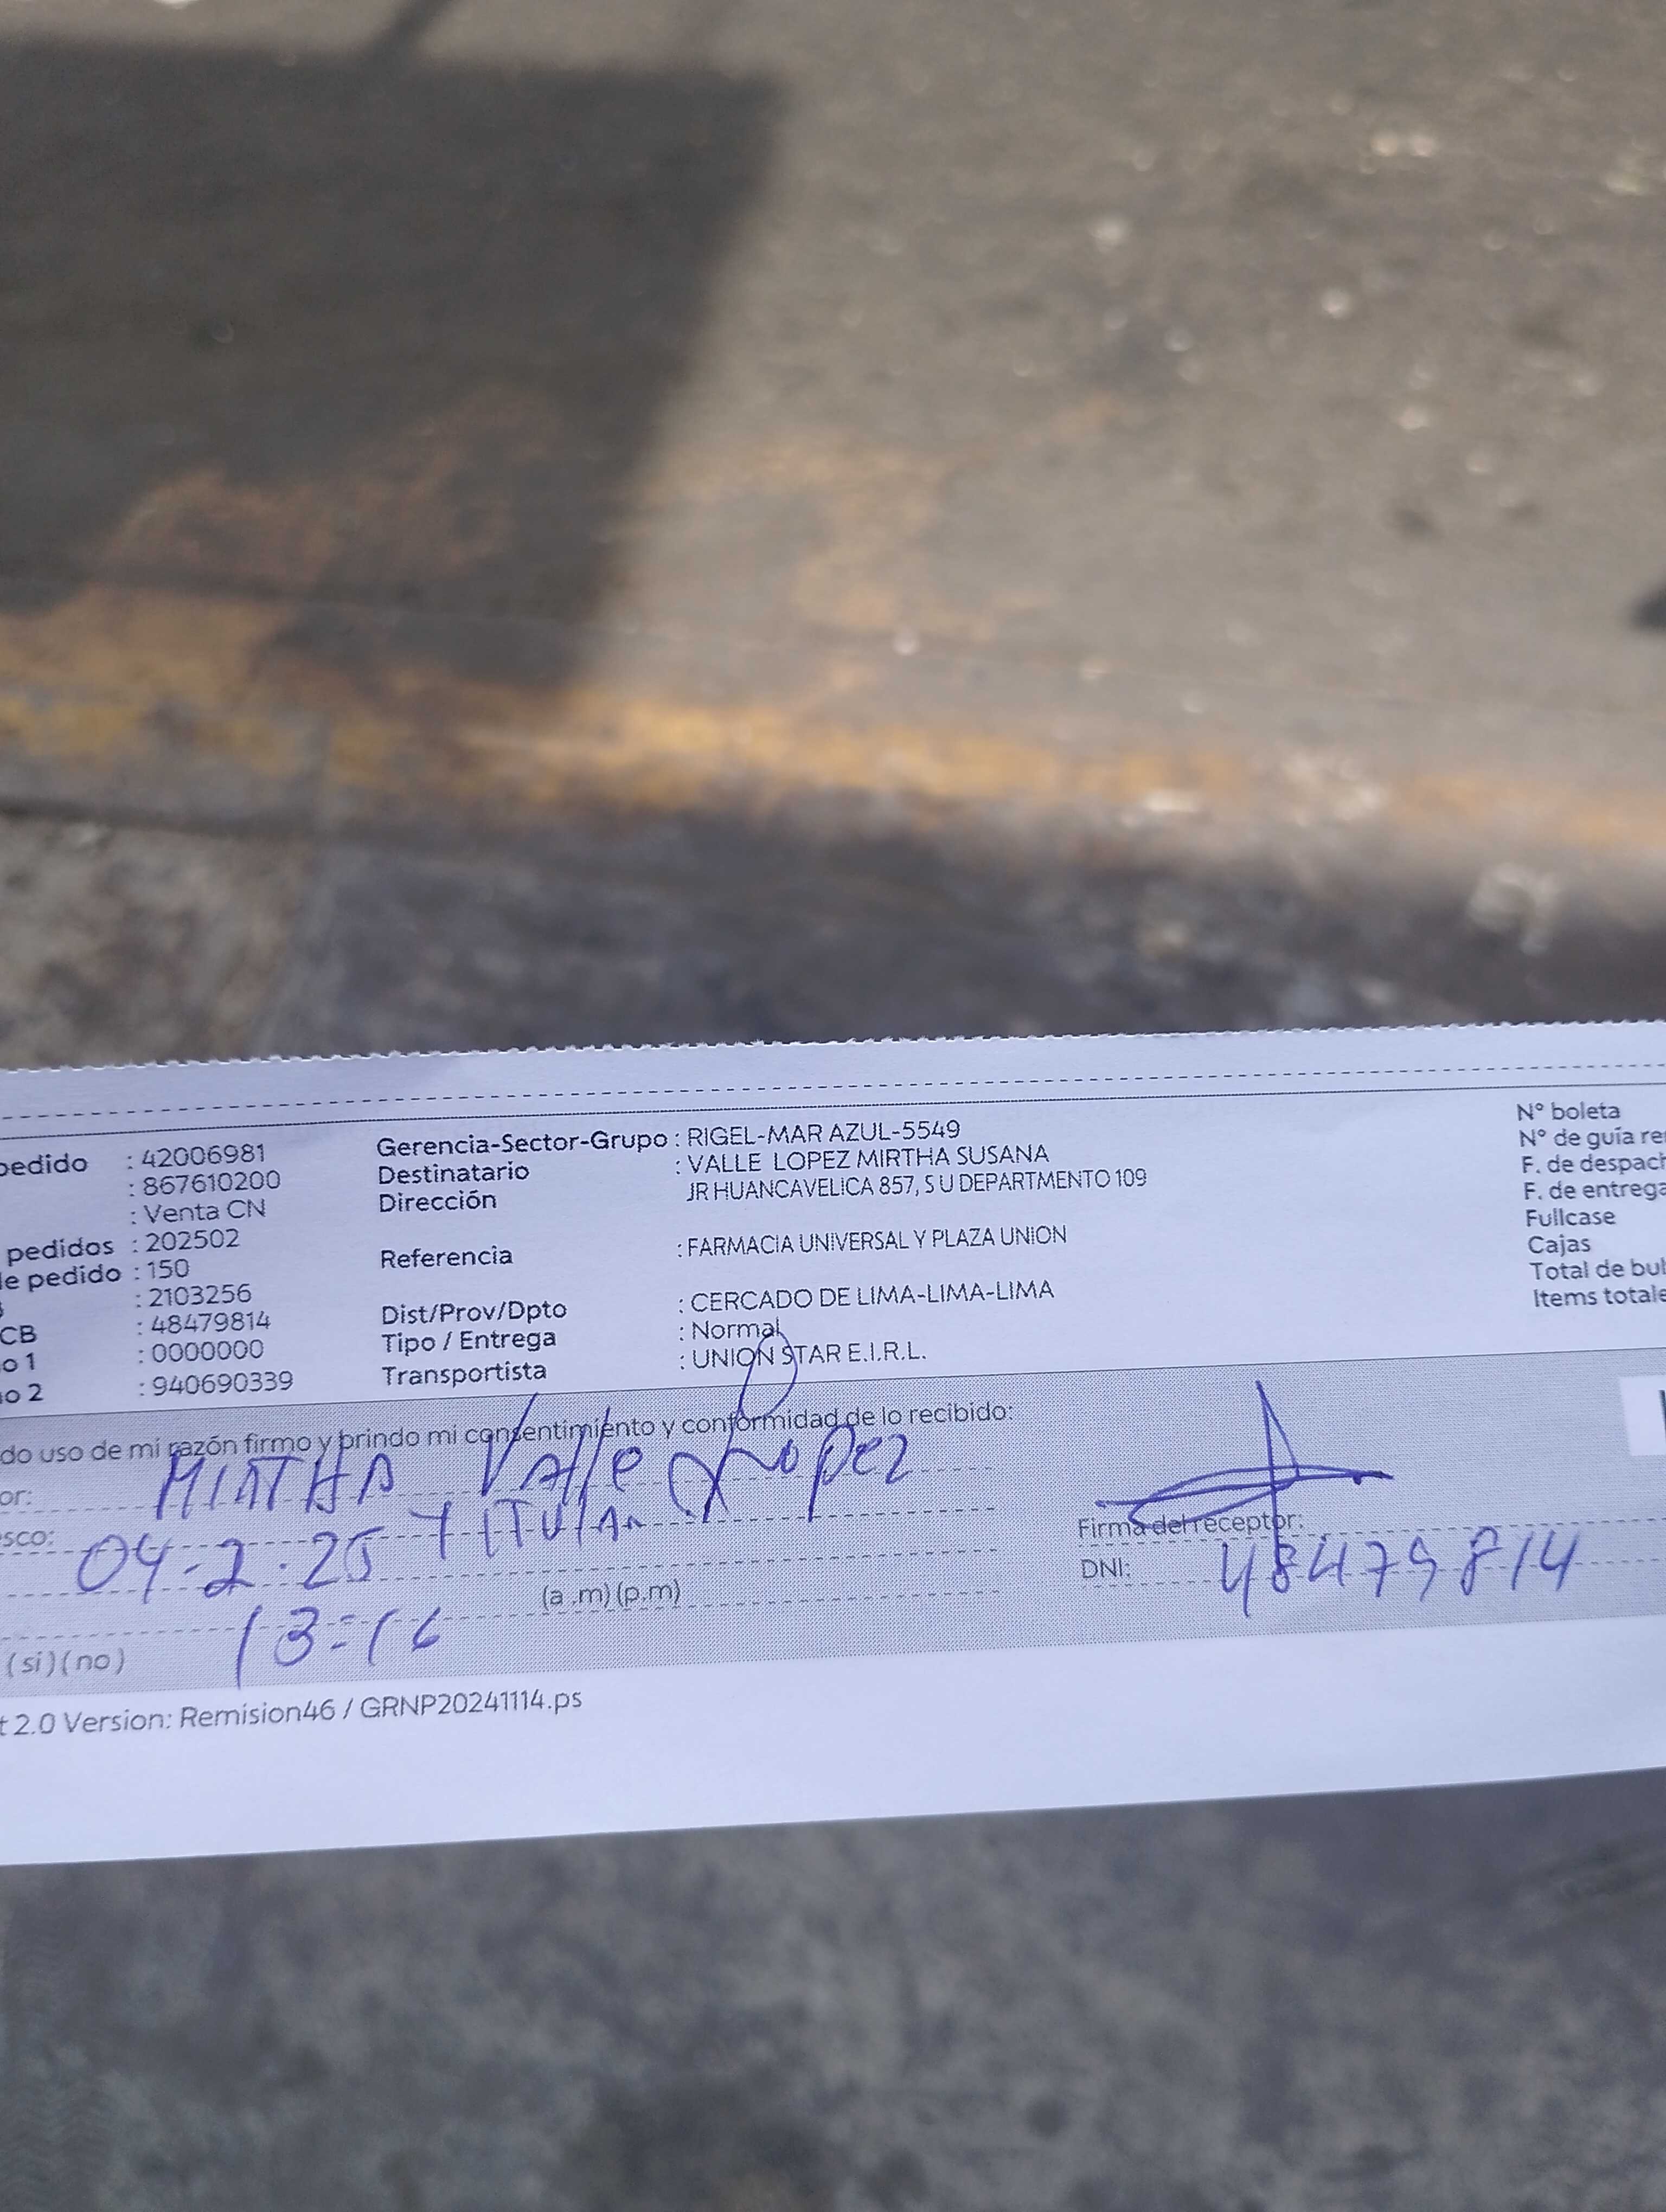 pedido : 42006981
: 867610200
: Venta CN
pedidos : 202502
de pedido : 150
: 2103256
CB : 48479814
o 1 : 0000000
o 2 : 940690339
Gerencia-Sector-Grupo : RIGEL-MAR AZUL-5549
Destinatario : VALLE LOPEZ MIRTHA SUSANA
Dirección JR HUANCAVELICA 857, S U DEPARTMENTO 109
Referencia : FARMACIA UNIVERSAL Y PLAZA UNION
Dist/Prov/Dpto : CERCADO DE LIMA-LIMA-LIMA
Tipo / Entrega : Normal
Transportista : UNION STAR E.I.R.L.
N° boleta
N° de guía re
F. de despach
F. de entrega
Fullcase
Cajas
Total de bul
Items totale
do uso de mi razón firmo y brindo mi consentimiento y conformidad de lo recibido:
or: MIRTHA Valle Lopez
esco: TITULAR
04-2-25
(a .m) (p.m)
13=16
(si) (no)
Firma del receptor:
DNI: 48479814
t 2.0 Version: Remision46 / GRNP20241114.ps